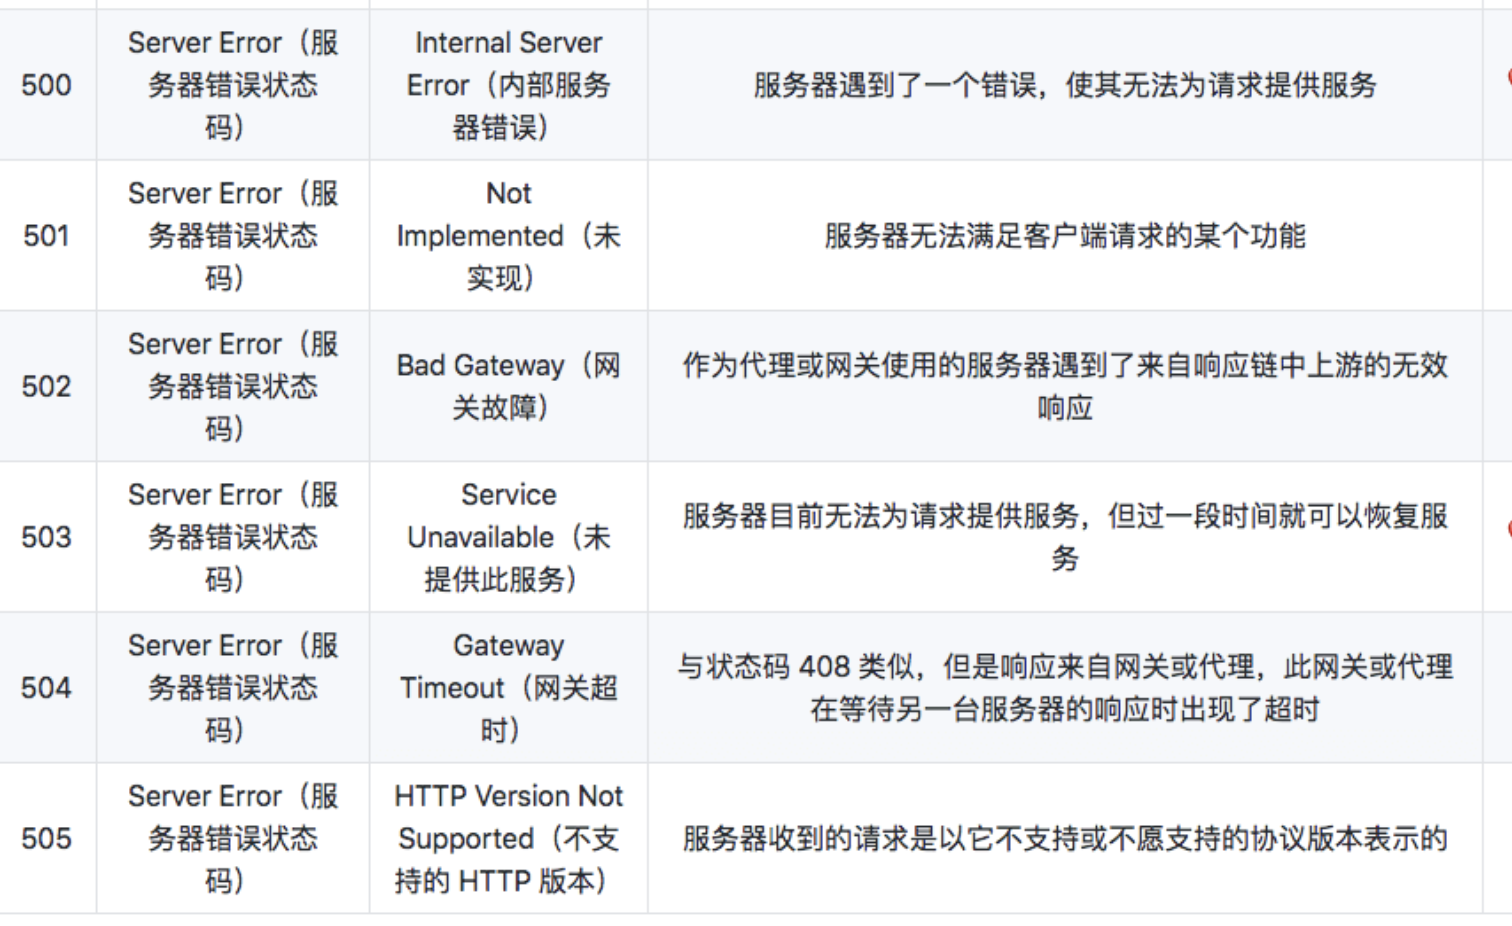 500
Server Error（服
务器错误状态
码）
Internal Server
Error（内部服务
器错误）
服务器遇到了一个错误，使其无法为请求提供服务
501
Server Error（服
务器错误状态
码）
Not
Implemented（未
实现）
服务器无法满足客户端请求的某个功能
502
Server Error（服
务器错误状态
码）
Bad Gateway（网
关故障）
作为代理或网关使用的服务器遇到了来自响应链中上游的无效
响应
503
Server Error（服
务器错误状态
码）
Service
Unavailable（未
提供此服务）
服务器目前无法为请求提供服务，但过一段时间就可以恢复服
务
504
Server Error（服
务器错误状态
码）
Gateway
Timeout（网关超
时）
与状态码 408 类似，但是响应来自网关或代理，此网关或代理
在等待另一台服务器的响应时出现了超时
505
Server Error（服
务器错误状态
码）
HTTP Version Not
Supported（不支
持的 HTTP 版本）
服务器收到的请求是以它不支持或不愿支持的协议版本表示的